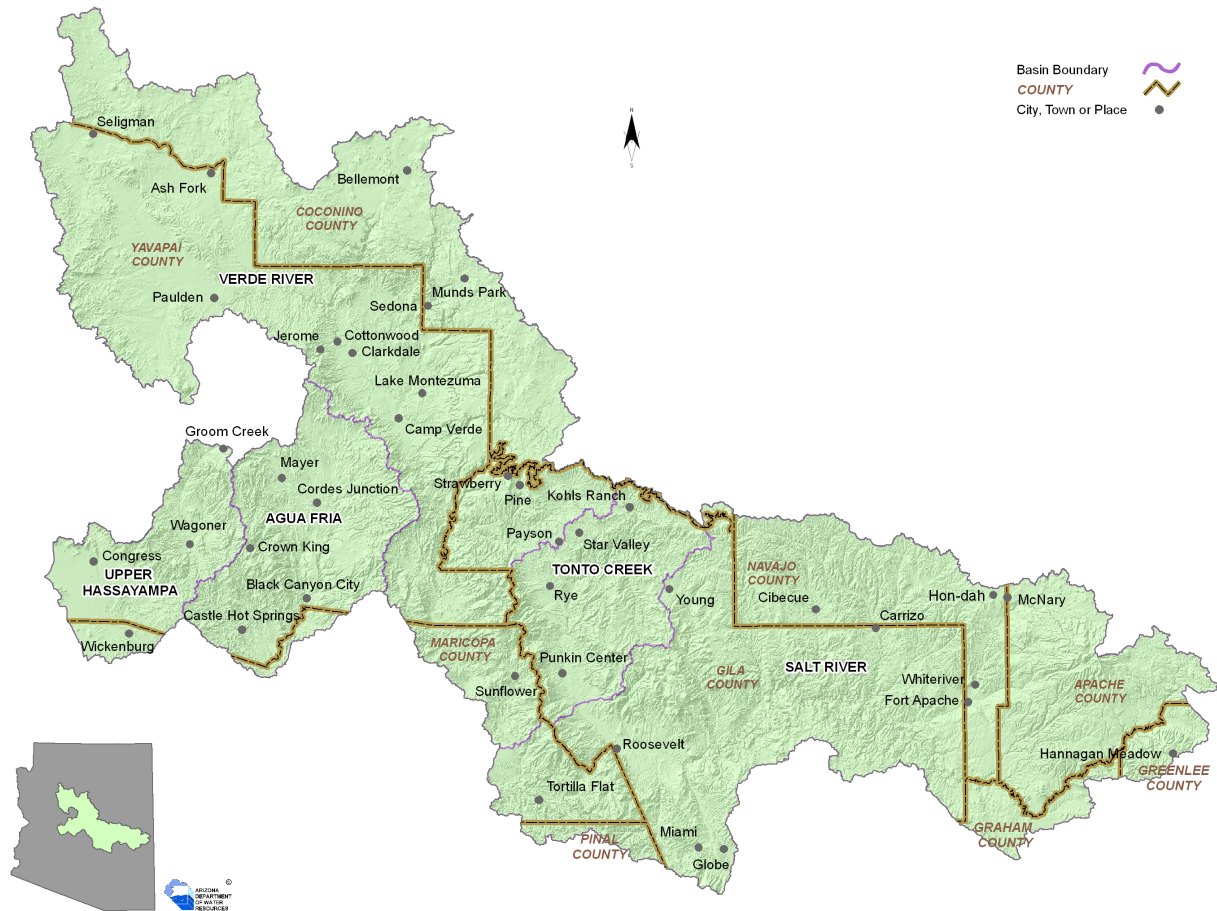 N
S
Basin Boundary
COUNTY
City, Town or Place
Seligman
Ash Fork
Bellemont
COCONINO
COUNTY
YAVAPAI
COUNTY
VERDE RIVER
Paulden
Munds Park
Sedona
Jerome
Cottonwood
Clarkdale
Lake Montezuma
Camp Verde
Groom Creek
Mayer
Cordes Junction
AGUA FRIA
Strawberry
Pine
Kohls Ranch
Wagoner
Congress
Crown King
UPPER
HASSAYAMPA
Black Canyon City
Castle Hot Springs
Wickenburg
Payson
Star Valley
TONTO CREEK
Rye
Young
NAVAJO
COUNTY
Cibecue
Carrizo
Hon-dah
McNary
MARICOPA
COUNTY
Punkin Center
Sunflower
GILA
COUNTY
SALT RIVER
Whiteriver
Fort Apache
APACHE
COUNTY
Roosevelt
Hannagan Meadow
GREENLEE
COUNTY
Tortilla Flat
PINAL
COUNTY
Miami
Globe
GRAHAM
COUNTY
©
ARIZONA
DEPARTMENT
OF WATER
RESOURCES